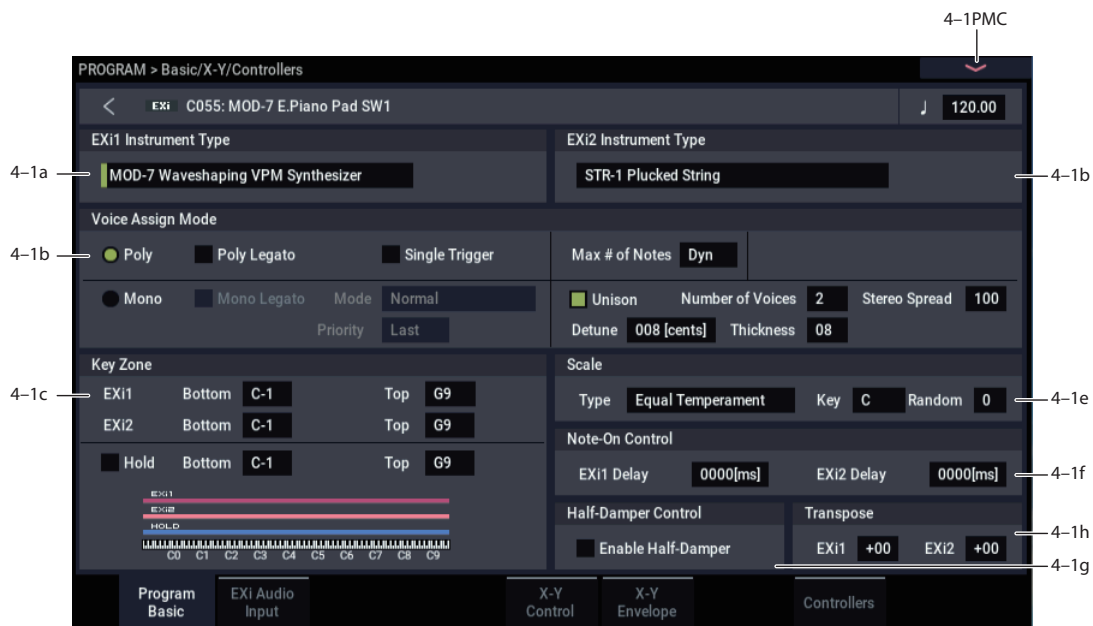 4–1PMC
PROGRAM > Basic/X-Y/Controllers
EXi C055: MOD-7 E.Piano Pad SW1 ♩ 120.00
EXi1 Instrument Type EXi2 Instrument Type
4–1a MOD-7 Waveshaping VPM Synthesizer STR-1 Plucked String 4–1b
Voice Assign Mode
4–1b Poly Poly Legato Single Trigger Max # of Notes Dyn
Mono Mono Legato Mode Normal Unison Number of Voices 2 Stereo Spread 100
Priority Last Detune 008 [cents] Thickness 08
Key Zone Scale
4–1c EXi1 Bottom C-1 Top G9 Type Equal Temperament Key C Random 0 4–1e
EXi2 Bottom C-1 Top G9
Note-On Control
Hold Bottom C-1 Top G9 EXi1 Delay 0000[ms] EXi2 Delay 0000[ms] 4–1f
EXi1
EXi2
Half-Damper Control Transpose
HOLD
4–1h
Enable Half-Damper EXi1 +00 EXi2 +00
C0 C1 C2 C3 C4 C5 C6 C7 C8 C9
4–1g
Program Basic EXi Audio Input X-Y Control X-Y Envelope Controllers